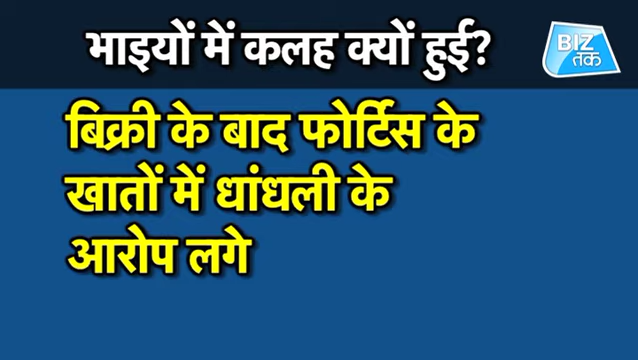 भाइयों में कलह क्यों हुई?
BIZ
तक
बिक्री के बाद फोर्टिस के
खातों में धांधली के
आरोप लगे